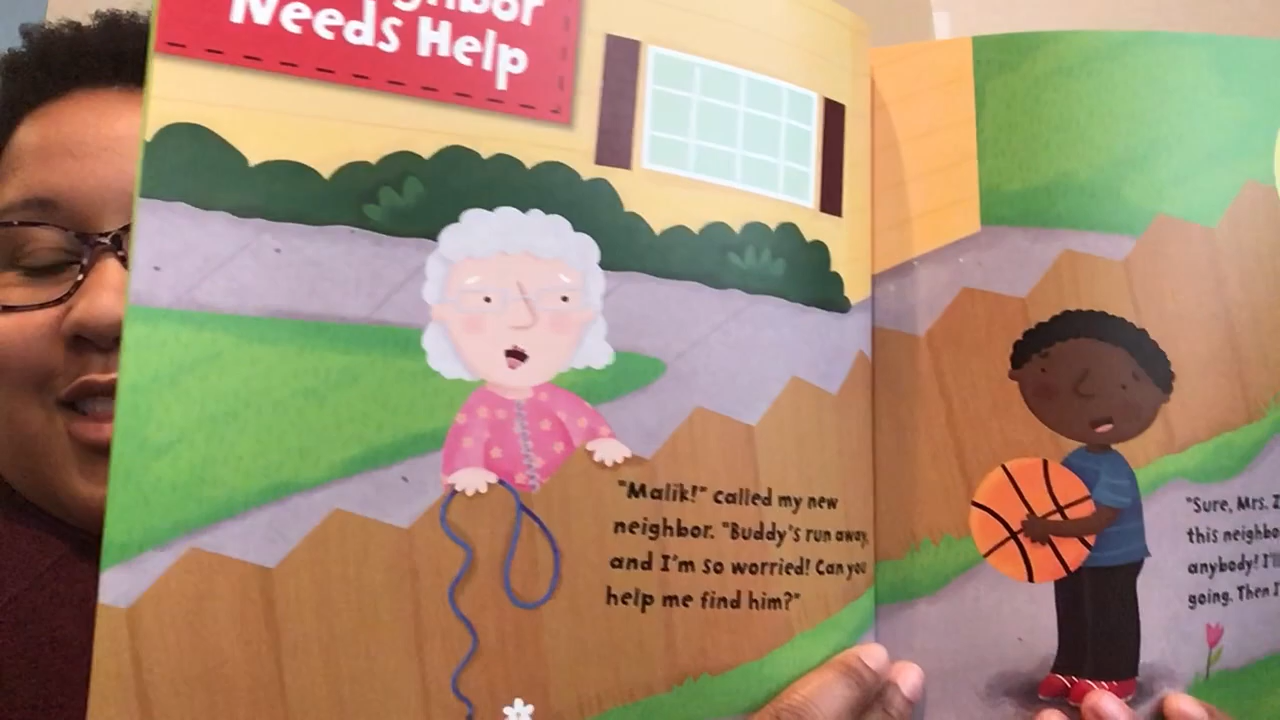 Needs Help
"Malik!" called my new
neighbor. "Buddy's run away,
and I'm so worried! Can you
help me find him?"
"Sure, Mrs.
this
anybody!
going. Then